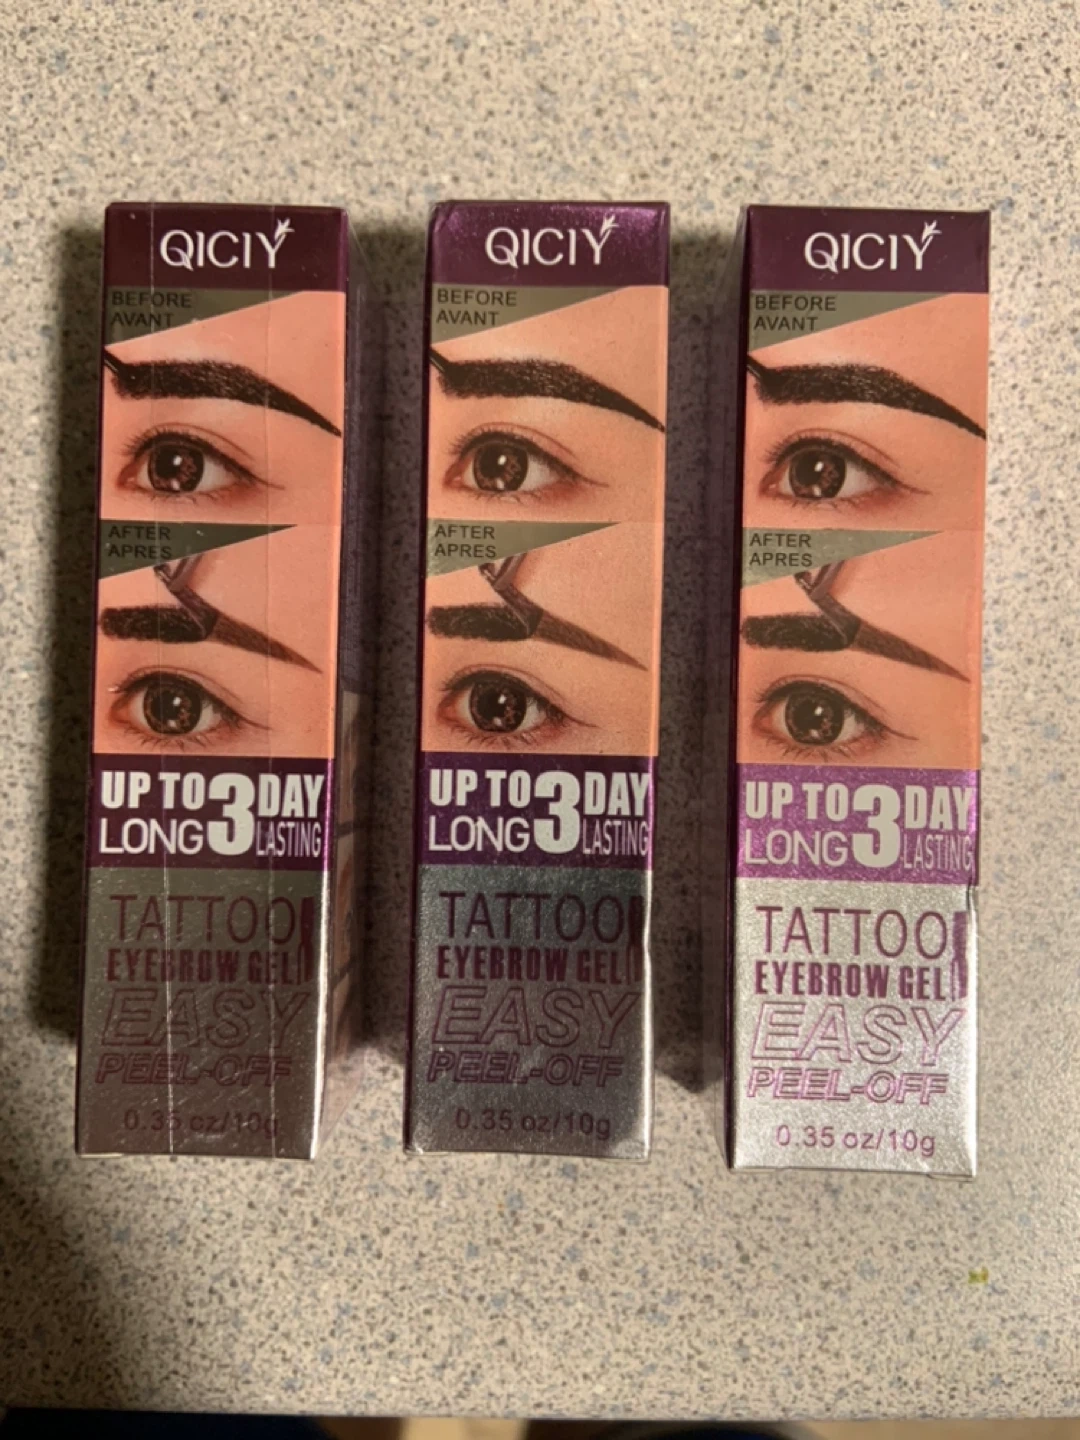 QICIY
BEFORE
AVANT
AFTER
APRES
UP TO 3 DAY
LONG LASTING
TATTOO
EYEBROW GEL
EASY
PEEL-OFF
0.35 oz/10g
QICIY
BEFORE
AVANT
AFTER
APRES
UP TO 3 DAY
LONG LASTING
TATTOO
EYEBROW GEL
EASY
PEEL-OFF
0.35 oz/10g
QICIY
BEFORE
AVANT
AFTER
APRES
UP TO 3 DAY
LONG LASTING
TATTOO
EYEBROW GEL
EASY
PEEL-OFF
0.35 oz/10g